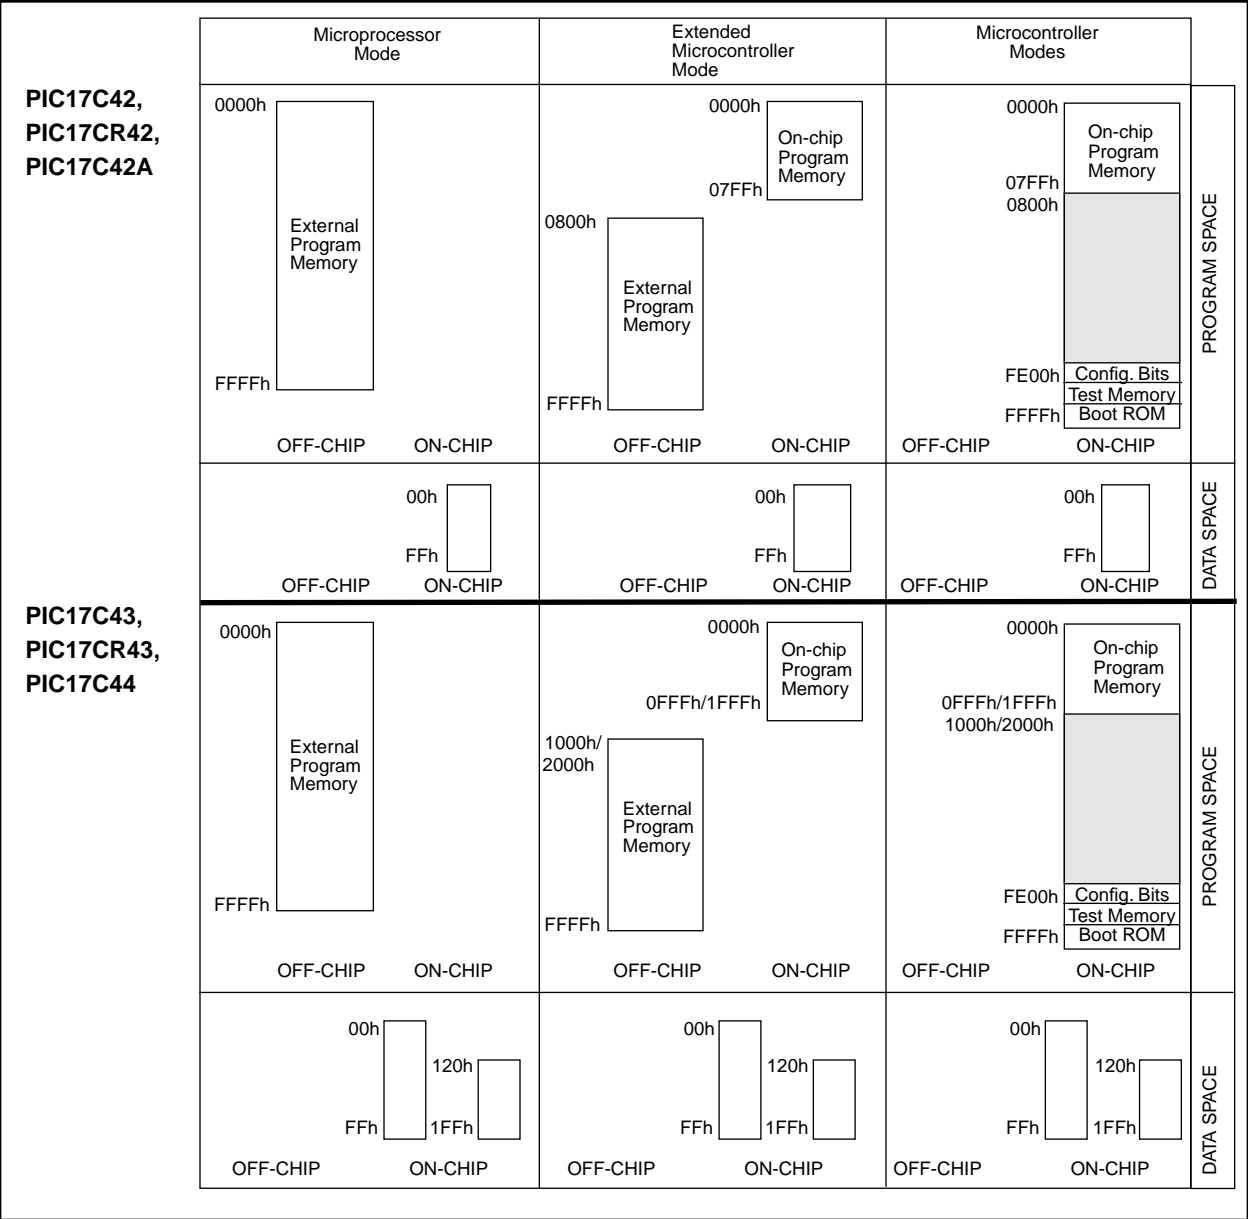 Microprocessor
Mode
Extended
Microcontroller
Mode
Microcontroller
Modes
PIC17C42,
PIC17CR42,
PIC17C42A
0000h
External
Program
Memory
FFFFh
OFF-CHIP ON-CHIP
0000h
On-chip
Program
Memory
07FFh
0800h
External
Program
Memory
FFFFh
OFF-CHIP ON-CHIP
0000h
On-chip
Program
Memory
07FFh
0800h
FE00h Config. Bits
Test Memory
FFFFh Boot ROM
OFF-CHIP ON-CHIP
PROGRAM SPACE
00h
FFh
OFF-CHIP ON-CHIP
00h
FFh
OFF-CHIP ON-CHIP
00h
FFh
OFF-CHIP ON-CHIP
DATA SPACE
PIC17C43,
PIC17CR43,
PIC17C44
0000h
External
Program
Memory
FFFFh
OFF-CHIP ON-CHIP
0000h
On-chip
Program
Memory
0FFFh/1FFFh
1000h/
2000h
External
Program
Memory
FFFFh
OFF-CHIP ON-CHIP
0000h
On-chip
Program
Memory
0FFFh/1FFFh
1000h/2000h
FE00h Config. Bits
Test Memory
FFFFh Boot ROM
OFF-CHIP ON-CHIP
PROGRAM SPACE
00h
120h
FFh 1FFh
OFF-CHIP ON-CHIP
00h
120h
FFh 1FFh
OFF-CHIP ON-CHIP
00h
120h
FFh 1FFh
OFF-CHIP ON-CHIP
DATA SPACE